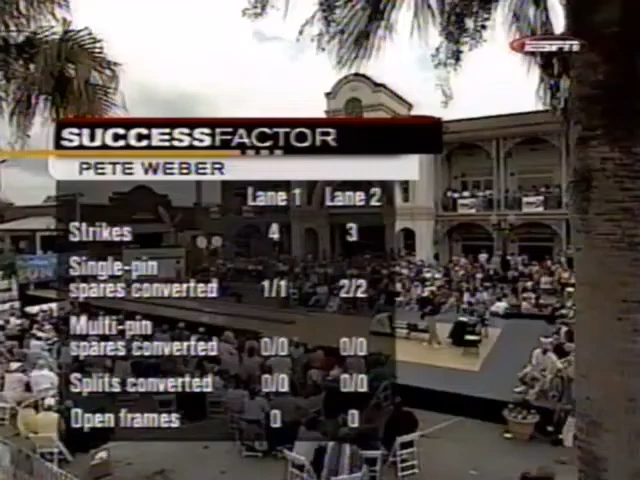 ESPN
SUCCESSFACTOR
PETE WEBER
Lane 1 Lane 2
Strikes 4 3
Single-pin
spares converted 1/1 2/2
Multi-pin
spares converted 0/0 0/0
Splits converted 0/0 0/0
Open frames 0 0